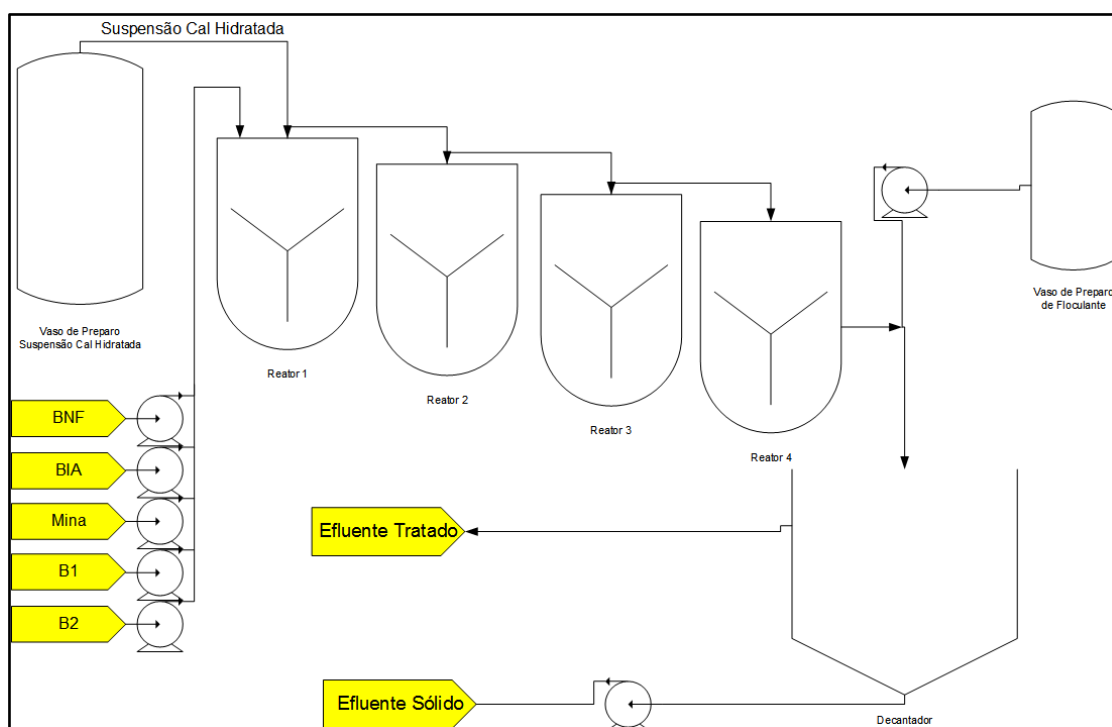 Suspensão Cal Hidratada
Vaso de Preparo
Suspensão Cal Hidratada
Vaso de Preparo
de Floculante
Reator 1
Reator 2
Reator 3
Reator 4
BNF
BIA
Mina
B1
B2
Efluente Tratado
Efluente Sólido
Decantador